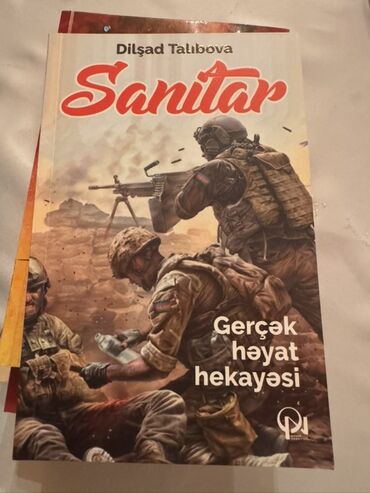 Dilşad Talıbova
Sanitar
Gerçək
həyat
hekayəsi